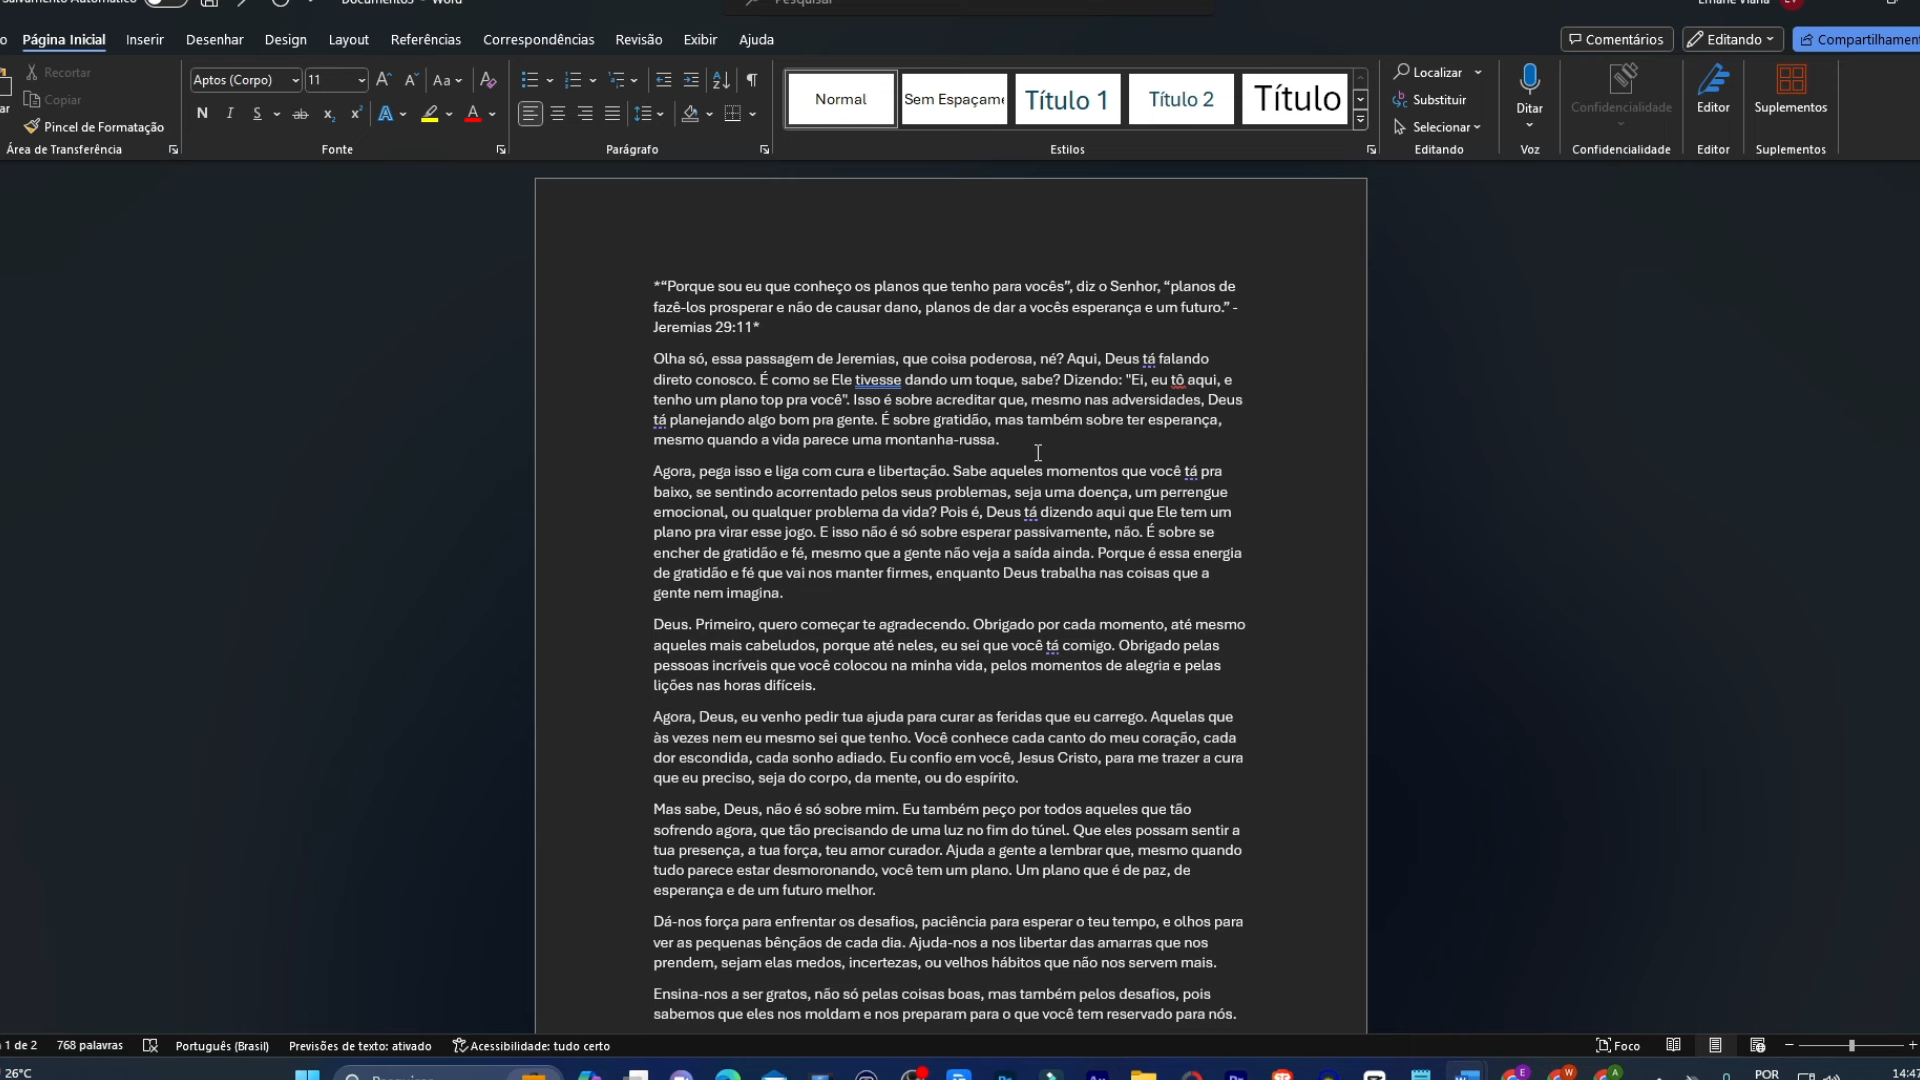 Página Inicial Inserir Desenhar Design Layout Referências Correspondências Revisão Exibir Ajuda
Comentários Editando
Recortar
Copiar
Pincel de Formatação
Área de Transferência
Aptos (Corpo) 11
Fonte
Parágrafo
Normal Sem Espaçame Título 1 Título 2 Título
Estilos
Localizar
Substituir
Selecionar
Editando
Ditar
Voz
Confidencialidade
Confidencialidade
Editor
Editor
Suplementos
Suplementos
*“Porque sou eu que conheço os planos que tenho para vocês”, diz o Senhor, “planos de
fazê-los prosperar e não de causar dano, planos de dar a vocês esperança e um futuro.” -
Jeremias 29:11*
Olha só, essa passagem de Jeremias, que coisa poderosa, né? Aqui, Deus tá falando
direto conosco. É como se Ele tivesse dando um toque, sabe? Dizendo: "Ei, eu tô aqui, e
tenho um plano top pra você". Isso é sobre acreditar que, mesmo nas adversidades, Deus
tá planejando algo bom pra gente. É sobre gratidão, mas também sobre ter esperança,
mesmo quando a vida parece uma montanha-russa.
Agora, pega isso e liga com cura e libertação. Sabe aqueles momentos que você tá pra
baixo, se sentindo acorrentado pelos seus problemas, seja uma doença, um perrengue
emocional, ou qualquer problema da vida? Pois é, Deus tá dizendo aqui que Ele tem um
plano pra virar esse jogo. E isso não é só sobre esperar passivamente, não. É sobre se
encher de gratidão e fé, mesmo que a gente não veja a saída ainda. Porque é essa energia
de gratidão e fé que vai nos manter firmes, enquanto Deus trabalha nas coisas que a
gente nem imagina.
Deus. Primeiro, quero começar te agradecendo. Obrigado por cada momento, até mesmo
aqueles mais cabeludos, porque até neles, eu sei que você tá comigo. Obrigado pelas
pessoas incríveis que você colocou na minha vida, pelos momentos de alegria e pelas
lições nas horas difíceis.
Agora, Deus, eu venho pedir tua ajuda para curar as feridas que eu carrego. Aquelas que
às vezes nem eu mesmo sei que tenho. Você conhece cada canto do meu coração, cada
dor escondida, cada sonho adiado. Eu confio em você, Jesus Cristo, para me trazer a cura
que eu preciso, seja do corpo, da mente, ou do espírito.
Mas sabe, Deus, não é só sobre mim. Eu também peço por todos aqueles que tão
sofrendo agora, que tão precisando de uma luz no fim do túnel. Que eles possam sentir a
tua presença, a tua força, teu amor curador. Ajuda a gente a lembrar que, mesmo quando
tudo parece estar desmoronando, você tem um plano. Um plano que é de paz, de
esperança e de um futuro melhor.
Dá-nos força para enfrentar os desafios, paciência para esperar o teu tempo, e olhos para
ver as pequenas bênçãos de cada dia. Ajuda-nos a nos libertar das amarras que nos
prendem, sejam elas medos, incertezas, ou velhos hábitos que não nos servem mais.
Ensina-nos a ser gratos, não só pelas coisas boas, mas também pelos desafios, pois
sabemos que eles nos moldam e nos preparam para o que você tem reservado para nós.
1 de 2 768 palavras Português (Brasil) Previsões de texto: ativado Acessibilidade: tudo certo Foco
26°C POR 14:47